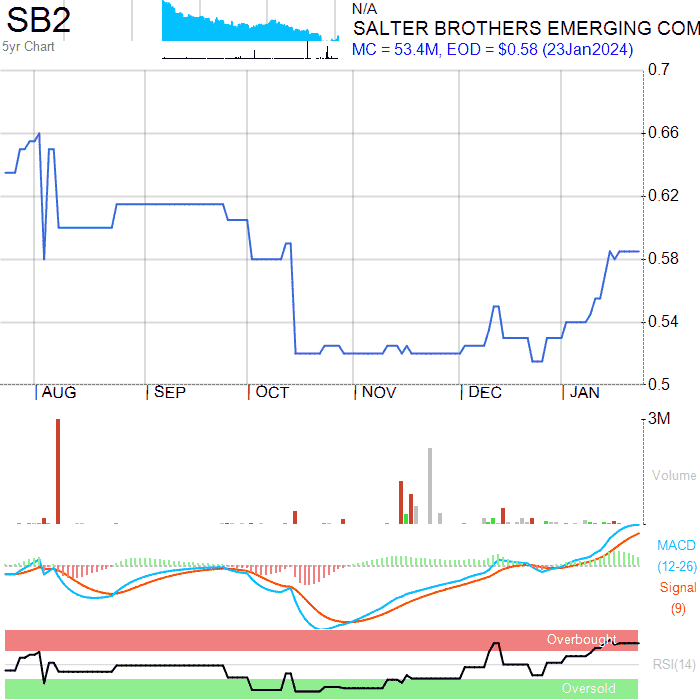 SB2
5yr Chart
N/A
SALTER BROTHERS EMERGING COM
MC = 53.4M, EOD = $0.58 (23Jan2024)
0.7
0.66
0.62
0.58
0.54
0.5
AUG SEP OCT NOV DEC JAN
3M
Volume
MACD
(12-26)
Signal
(9)
Overbought
RSI(14)
Oversold